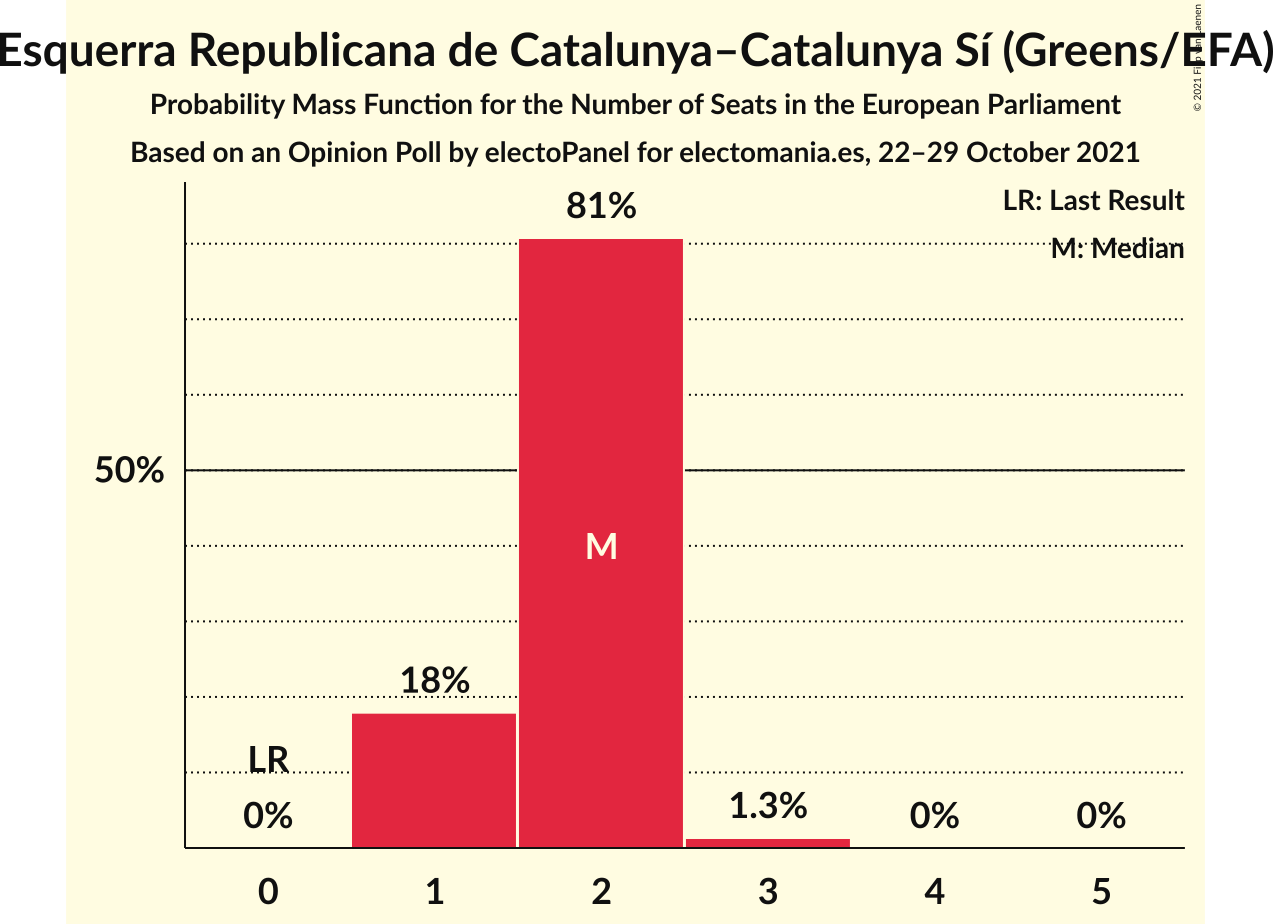 Esquerra Republicana de Catalunya–Catalunya Sí (Greens/EFA)
Probability Mass Function for the Number of Seats in the European Parliament
Based on an Opinion Poll by electoPanel for electomania.es, 22–29 October 2021
© 2021
LR: Last Result
M: Median
81%
50%
M
18%
LR
0%
1.3%
0%
0%
0 1 2 3 4 5